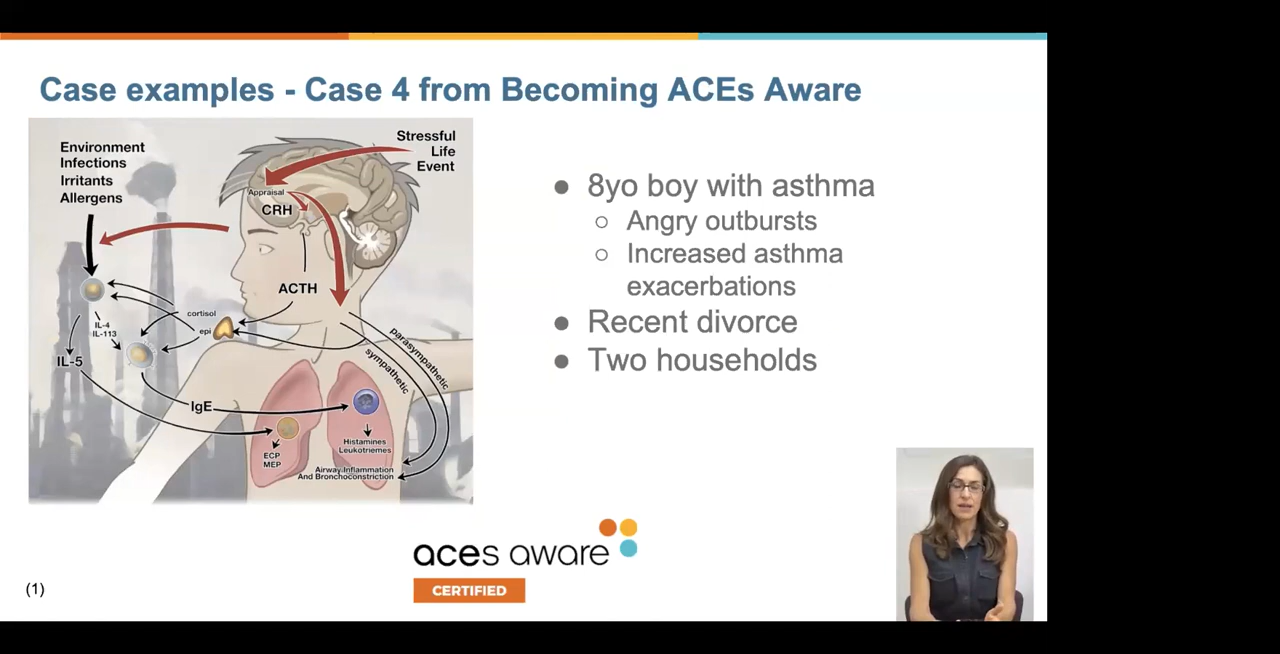 Case examples - Case 4 from Becoming ACEs Aware
Environment
Infections
Irritants
Allergens
Stressful
Life
Event
Appraisal
CRH
ACTH
cortisol
epi
IL-4
IL-113
IL-5
IgE
parasympathetic
sympathetic
ECP
MEP
Histamines
Leukotriemes
Airway Inflammation
And Bronchoconstriction
● 8yo boy with asthma
○ Angry outbursts
○ Increased asthma
exacerbations
● Recent divorce
● Two households
aces aware
CERTIFIED
(1)